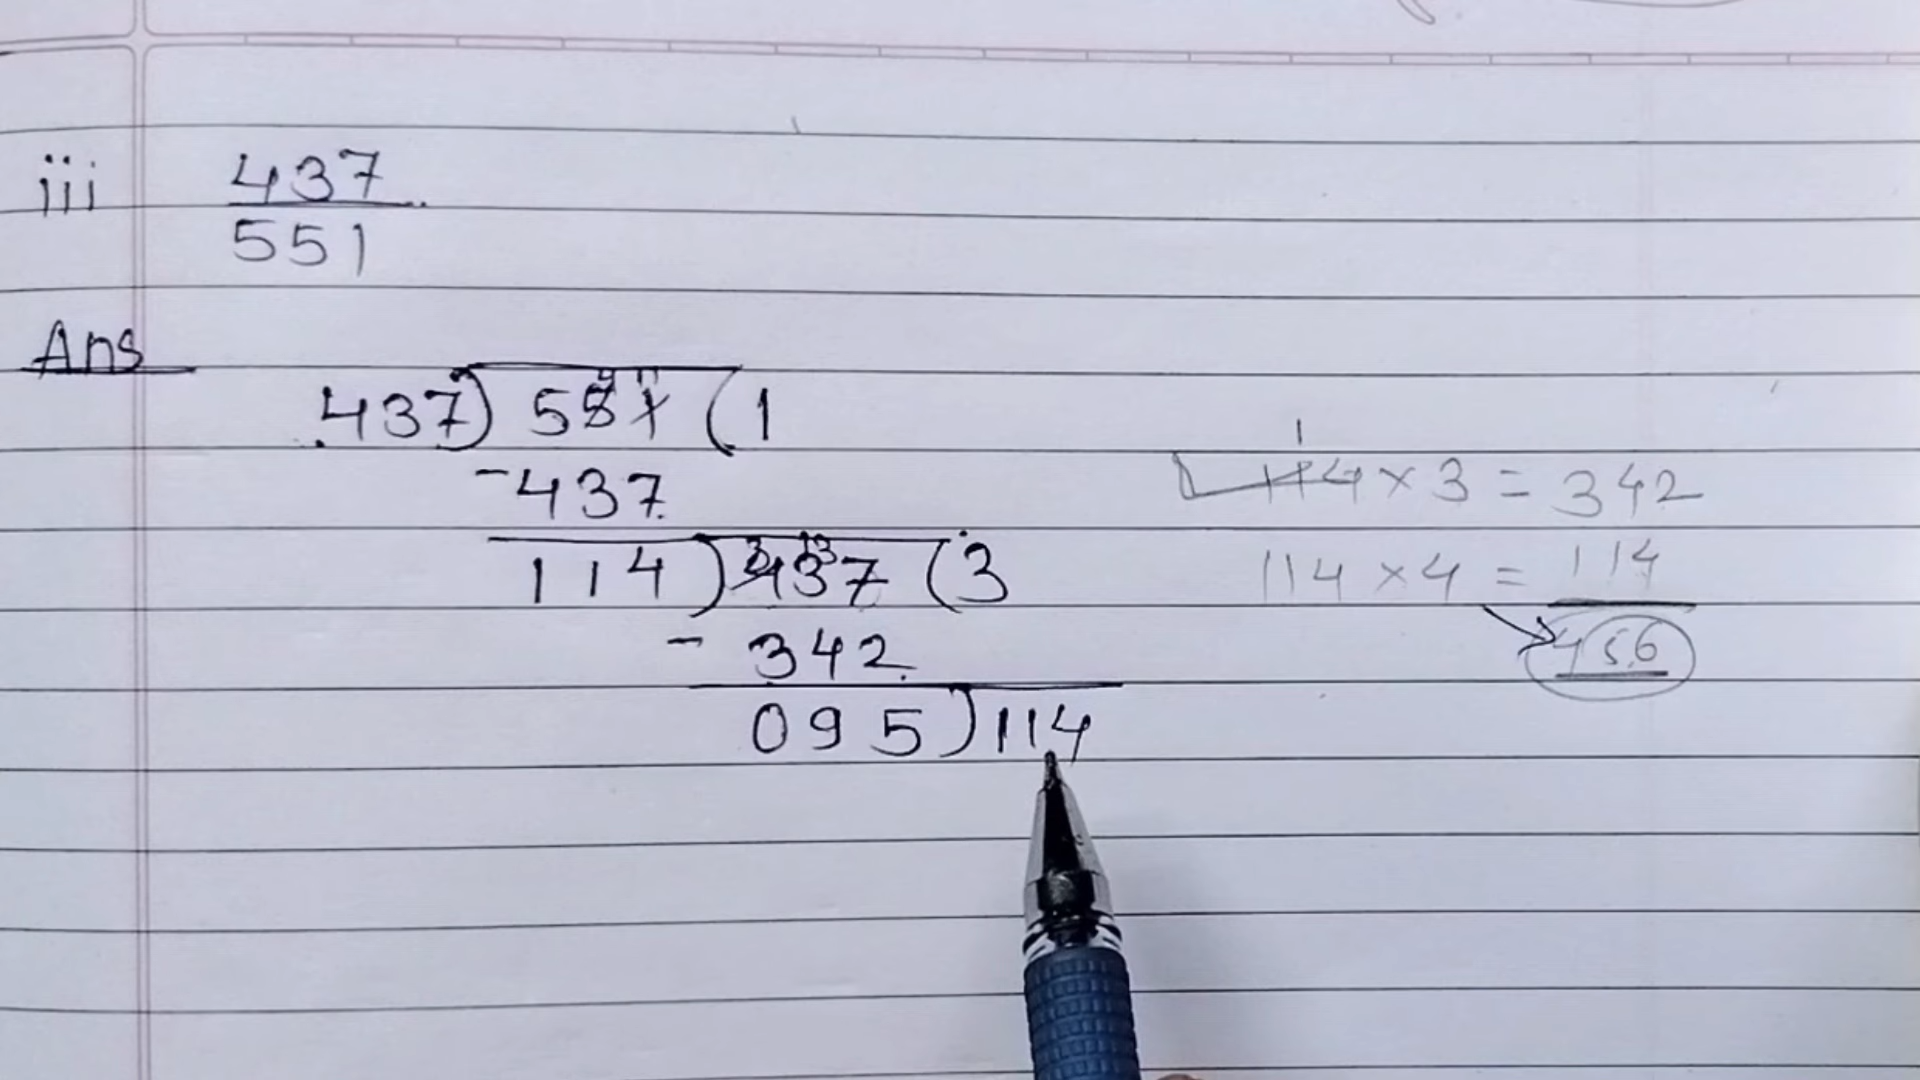 iii 437
551
Ans
437) 551 (1
- 437
114) 437 (3
- 342
095) 114
1
114 × 3 = 342
114 × 4 = 114
456